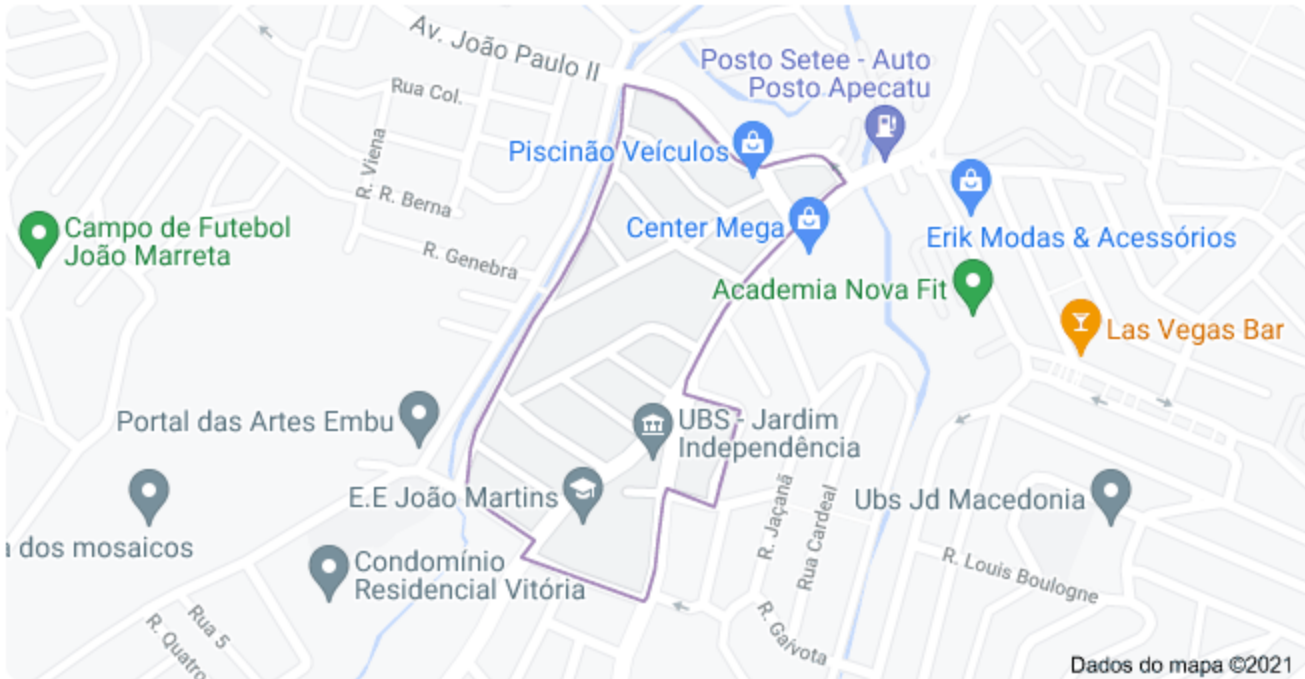 Av. João Paulo II
Posto Setee - Auto
Posto Apecatu
Rua Col.
Piscinão Veículos
R. Viena
R. Berna
Campo de Futebol
João Marreta
Center Mega
Erik Modas & Acessórios
R. Genebra
Academia Nova Fit
Las Vegas Bar
Portal das Artes Embu
UBS - Jardim
Independência
E.E João Martins
Ubs Jd Macedonia
R. Jaçanã
Rua Cardeal
a dos mosaicos
Condomínio
Residencial Vitória
R. Louis Boulogne
Rua 5
R. Quatro
R. Gaivota
Dados do mapa ©2021